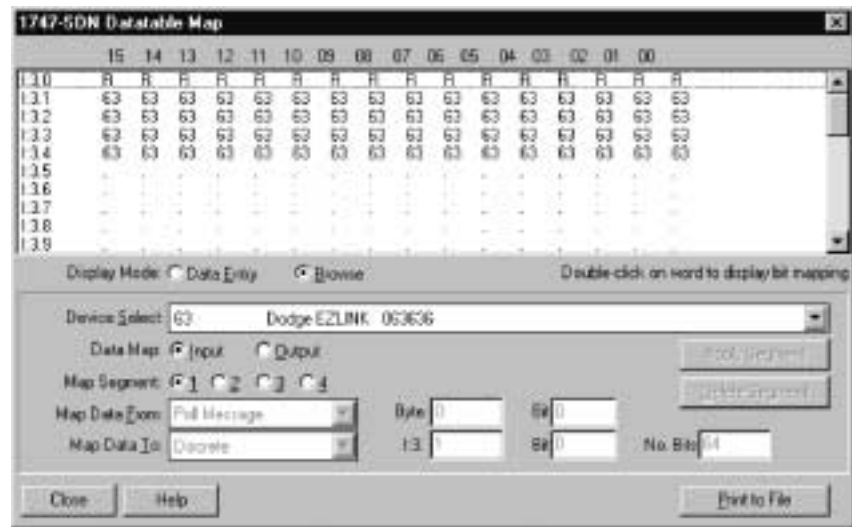 1747-SDN Datatable Map
15 14 13 12 11 10 09 08 07 06 05 04 03 02 01 00
I:3.0 R R R R R R R R R R R R R R R R
I:3.1 63 63 63 63 63 63 63 63 63 63 63 63 63 63 63 63
I:3.2 63 63 63 63 63 63 63 63 63 63 63 63 63 63 63 63
I:3.3 63 63 63 63 63 63 63 63 63 63 63 63 63 63 63 63
I:3.4 63 63 63 63 63 63 63 63 63 63 63 63 63 63 63 63
I:3.5
I:3.6
I:3.7
I:3.8
I:3.9
Display Mode: Data Entry Browse Double-click on word to display bit mapping
Device Select: 63 Dodge EZLINK 063636
Data Map: Input Output
Apply Segment
Map Segment: 1 2 3 4
Delete Segment
Map Data From: Poll Message Byte 0 Bit 0
Map Data To: Discrete I:3. 1 Bit 0 No. Bits 64
Close Help Print to File